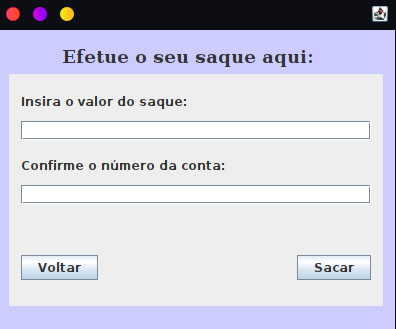 Efetue o seu saque aqui:
Insira o valor do saque:
Confirme o número da conta:
Voltar
Sacar